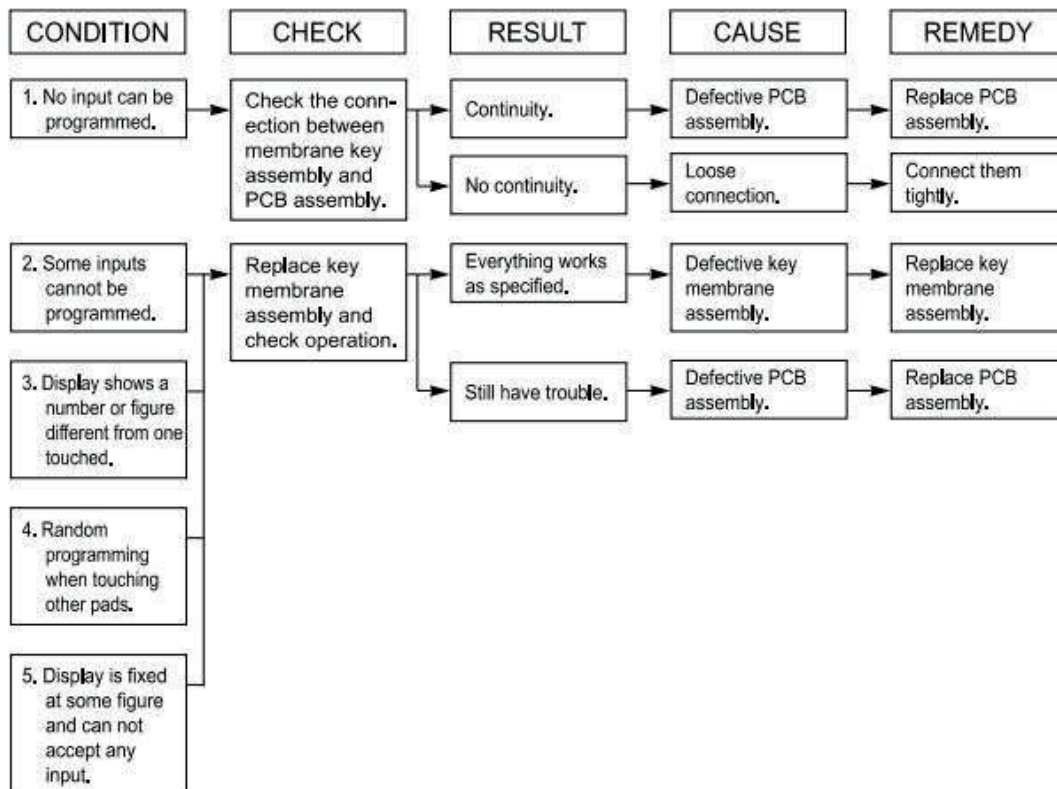 CONDITION
CHECK
RESULT
CAUSE
REMEDY
1. No input can be
programmed.
Check the conn-
ection between
membrane key
assembly and
PCB assembly.
Continuity.
Defective PCB
assembly.
Replace PCB
assembly.
No continuity.
Loose
connection.
Connect them
tightly.
2. Some inputs
cannot be
programmed.
Replace key
membrane
assembly and
check operation.
Everything works
as specified.
Defective key
membrane
assembly.
Replace key
membrane
assembly.
3. Display shows a
number or figure
different from one
touched.
Still have trouble.
Defective PCB
assembly.
Replace PCB
assembly.
4. Random
programming
when touching
other pads.
5. Display is fixed
at some figure
and can not
accept any
input.